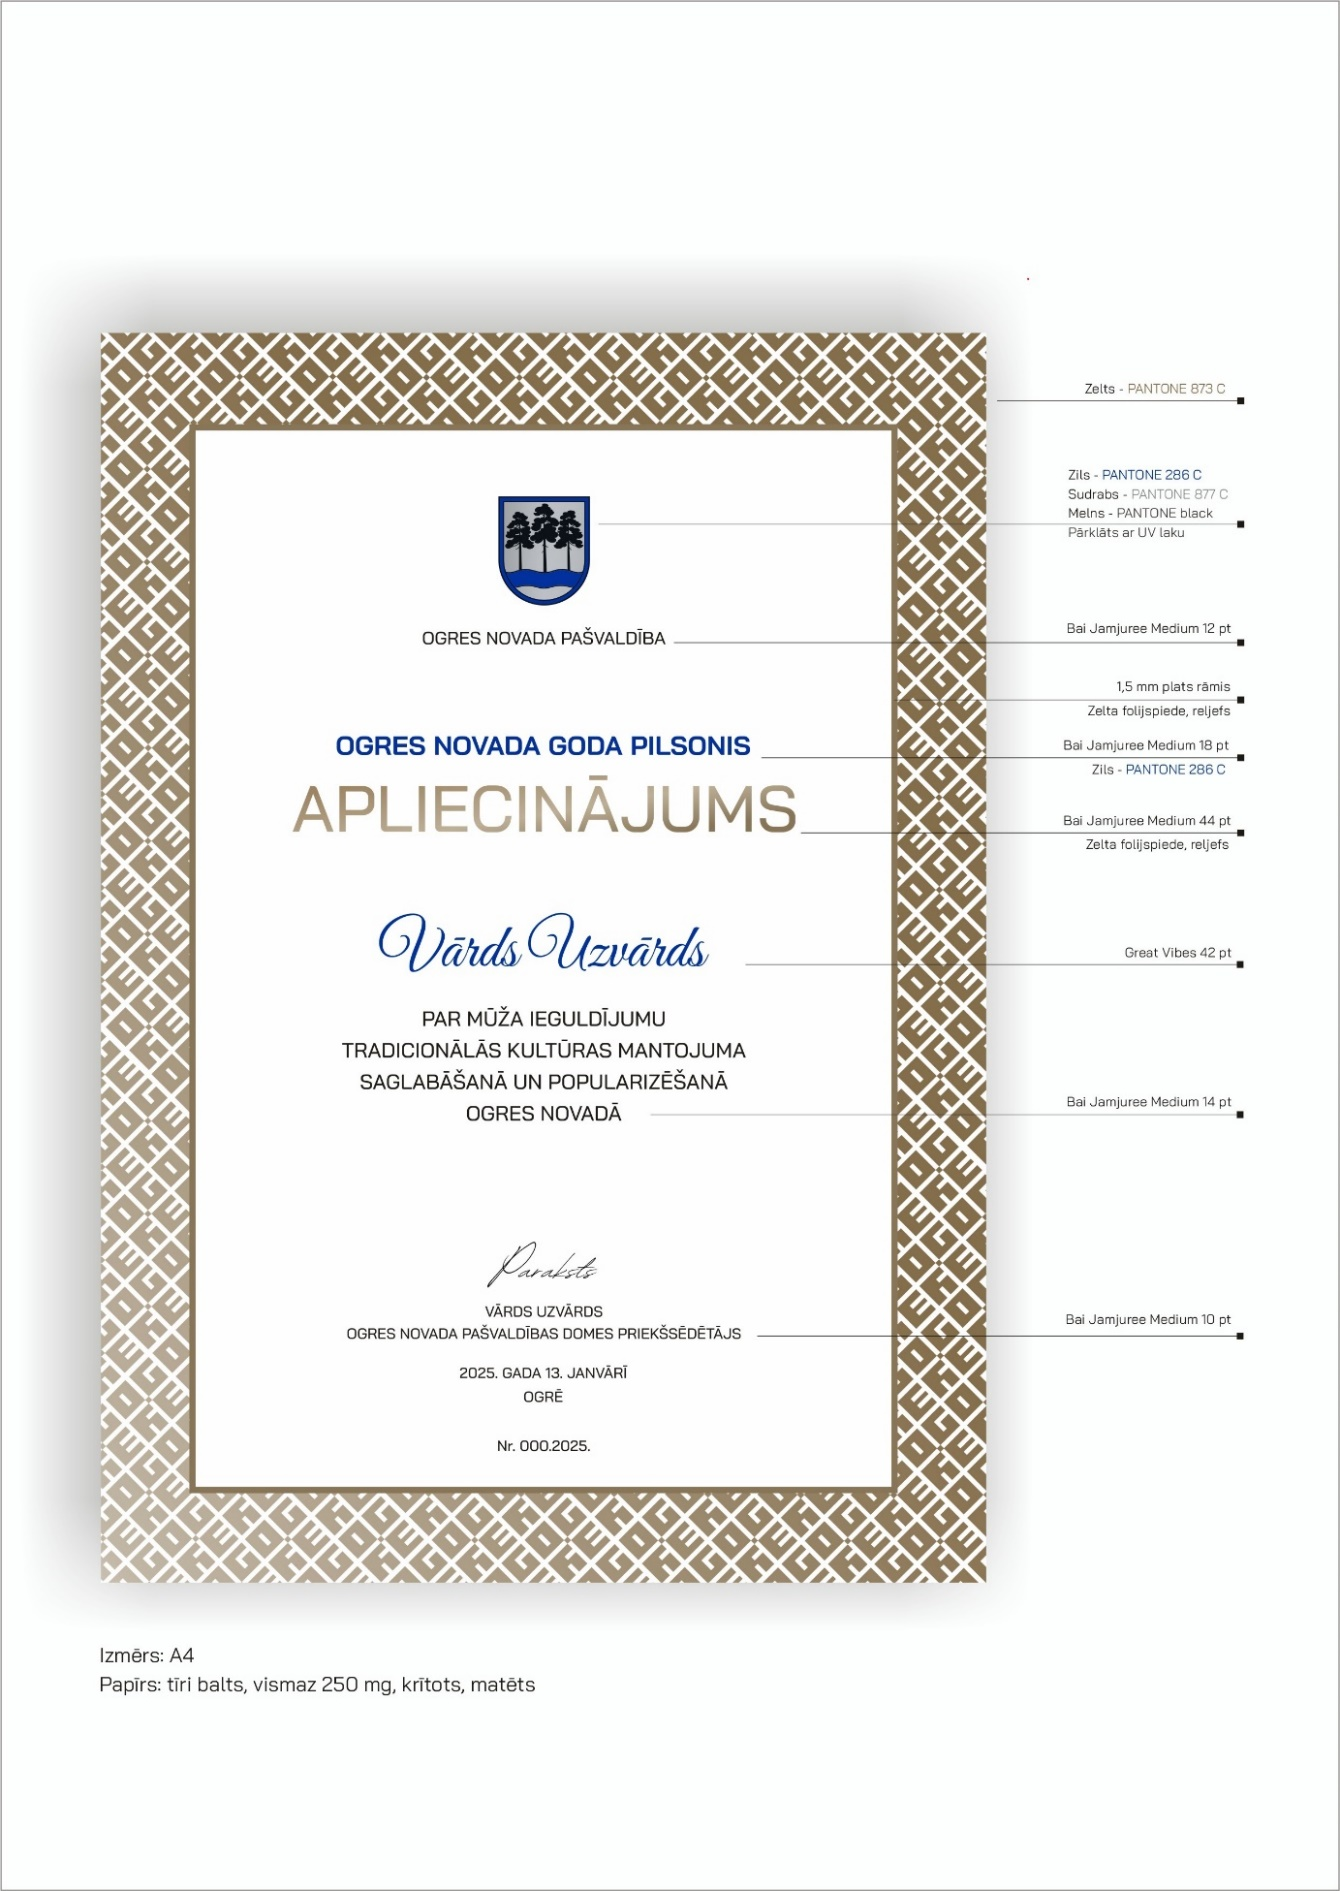 Zelts - PANTONE 873 C
Zils - PANTONE 286 C
Sudrabs - PANTONE 877 C
Melns - PANTONE black
Pārklāts ar UV laku
OGRES NOVADA PAŠVALDĪBA
Bai Jamjuree Medium 12 pt
1,5 mm plats rāmis
Zelta folijspiede, reljefs
OGRES NOVADA GODA PILSONIS
Bai Jamjuree Medium 18 pt
Zils - PANTONE 286 C
APLIECINĀJUMS
Bai Jamjuree Medium 44 pt
Zelta folijspiede, reljefs
Vārds Uzvārds
Great Vibes 42 pt
PAR MŪŽA IEGULDĪJUMU
TRADICIONĀLĀS KULTŪRAS MANTOJUMA
SAGLABĀŠANĀ UN POPULARIZĒŠANĀ
OGRES NOVADĀ
Bai Jamjuree Medium 14 pt
Paraksts
VĀRDS UZVĀRDS
OGRES NOVADA PAŠVALDĪBAS DOMES PRIEKŠSĒDĒTĀJS
Bai Jamjuree Medium 10 pt
2025. GADA 13. JANVĀRĪ
OGRĒ
Nr. 000.2025.
Izmērs: A4
Papīrs: tīri balts, vismaz 250 mg, krītots, matēts